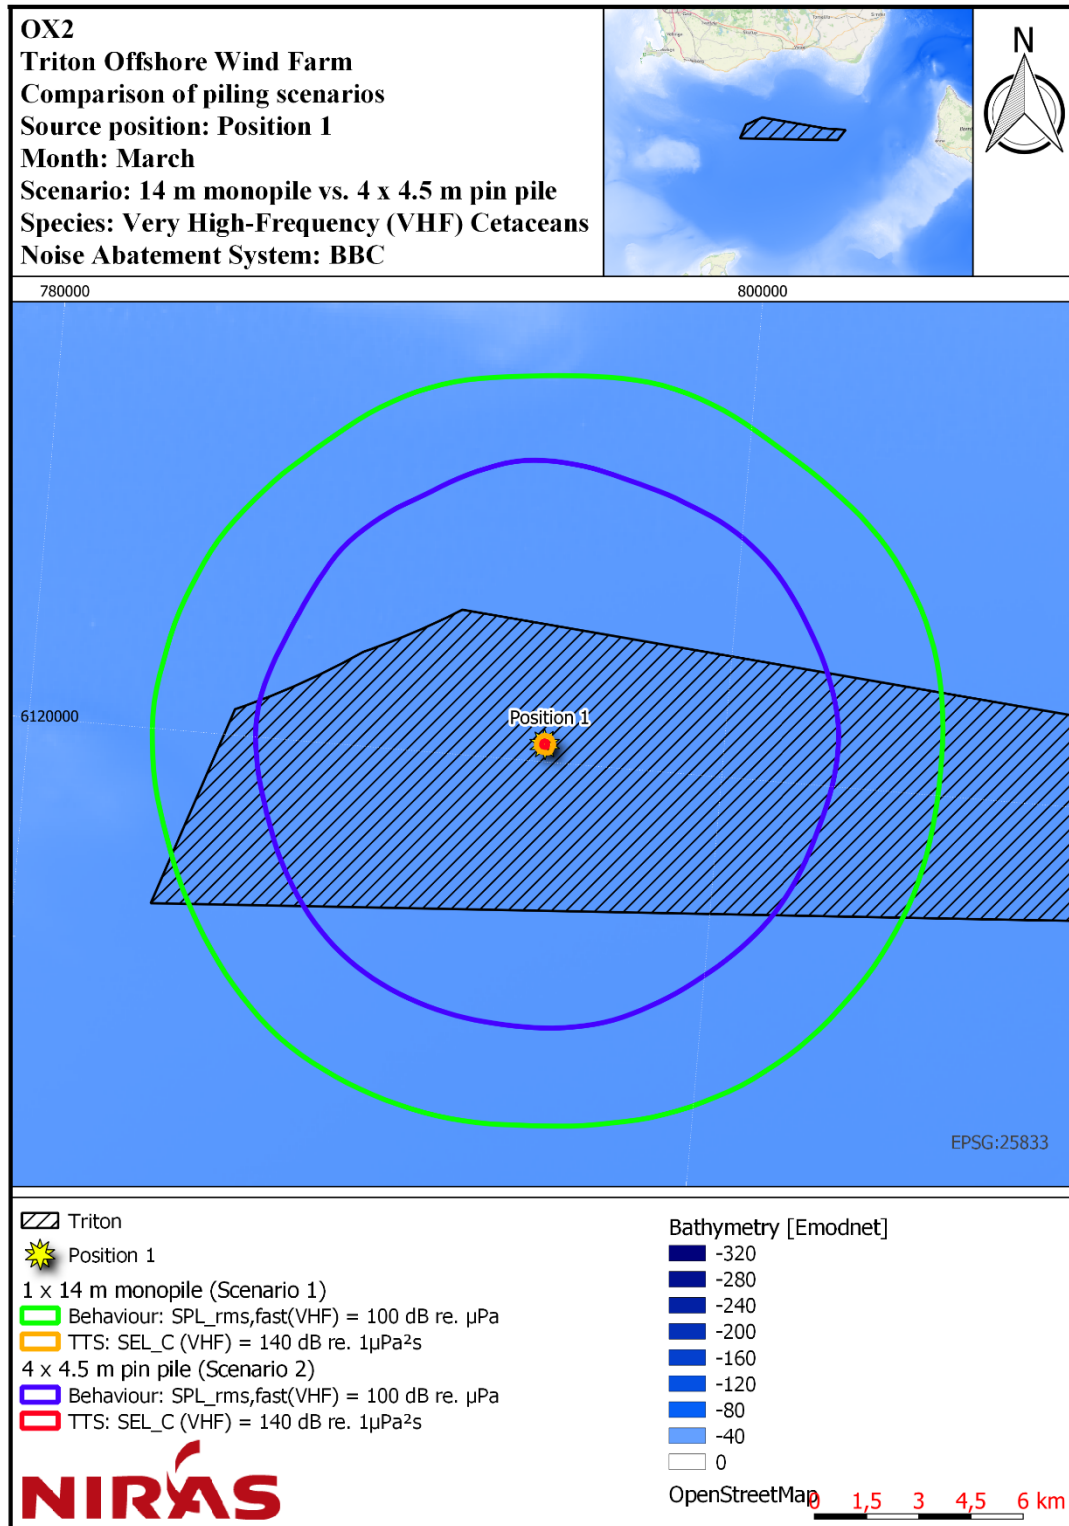 OX2
Triton Offshore Wind Farm
Comparison of piling scenarios
Source position: Position 1
Month: March
Scenario: 14 m monopile vs. 4 x 4.5 m pin pile
Species: Very High-Frequency (VHF) Cetaceans
Noise Abatement System: BBC
N
780000
800000
6120000
Position 1
EPSG:25833
Triton
Position 1
1 x 14 m monopile (Scenario 1)
Behaviour: SPL_rms,fast(VHF) = 100 dB re. µPa
TTS: SEL_C (VHF) = 140 dB re. 1µPa²s
4 x 4.5 m pin pile (Scenario 2)
Behaviour: SPL_rms,fast(VHF) = 100 dB re. µPa
TTS: SEL_C (VHF) = 140 dB re. 1µPa²s
NIRAS
Bathymetry [Emodnet]
-320
-280
-240
-200
-160
-120
-80
-40
0
OpenStreetMap
0 1,5 3 4,5 6 km